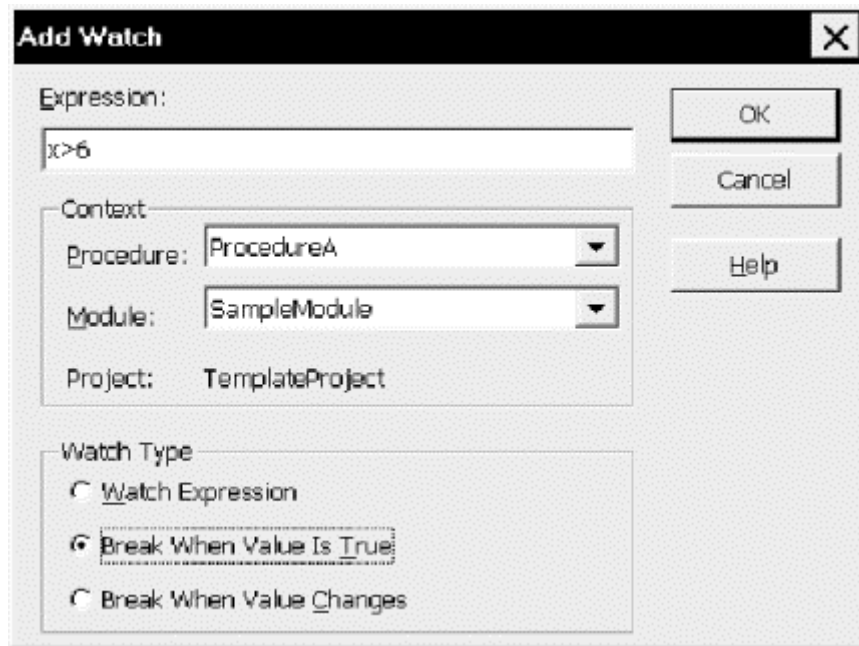 Add Watch
Expression:
OK
x>6
Cancel
Context
Procedure: ProcedureA
Help
Module: SampleModule
Project: TemplateProject
Watch Type
Watch Expression
Break When Value Is True
Break When Value Changes